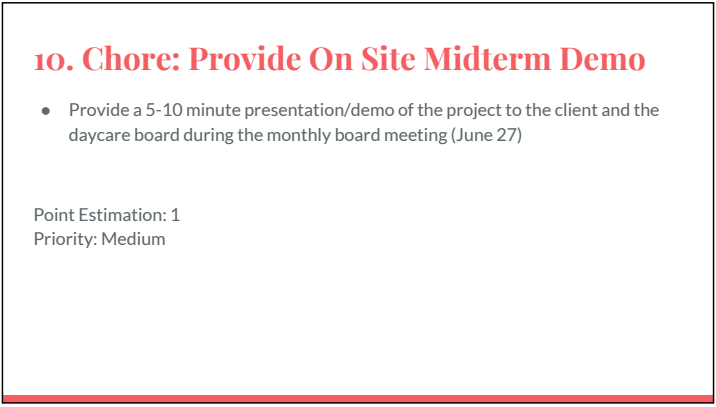 10. Chore: Provide On Site Midterm Demo
● Provide a 5-10 minute presentation/demo of the project to the client and the
daycare board during the monthly board meeting (June 27)
Point Estimation: 1
Priority: Medium